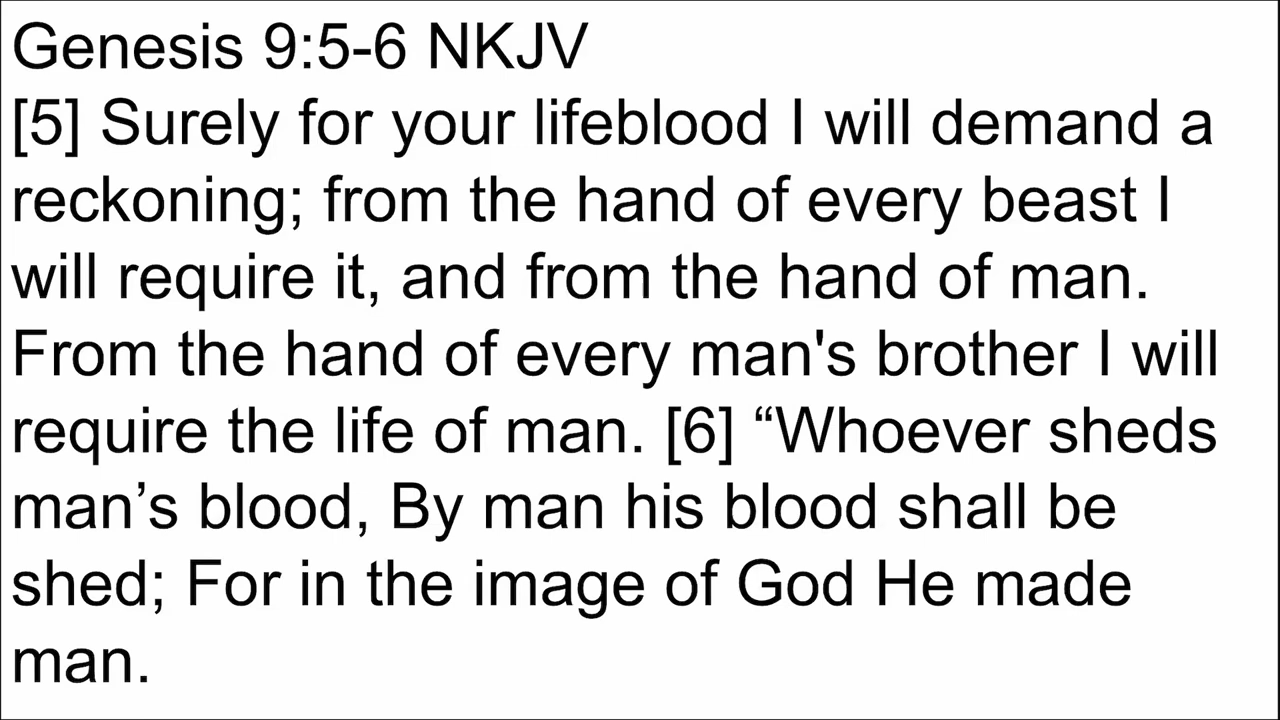 Genesis 9:5-6 NKJV
[5] Surely for your lifeblood I will demand a
reckoning; from the hand of every beast I
will require it, and from the hand of man.
From the hand of every man's brother I will
require the life of man. [6] “Whoever sheds
man’s blood, By man his blood shall be
shed; For in the image of God He made
man.